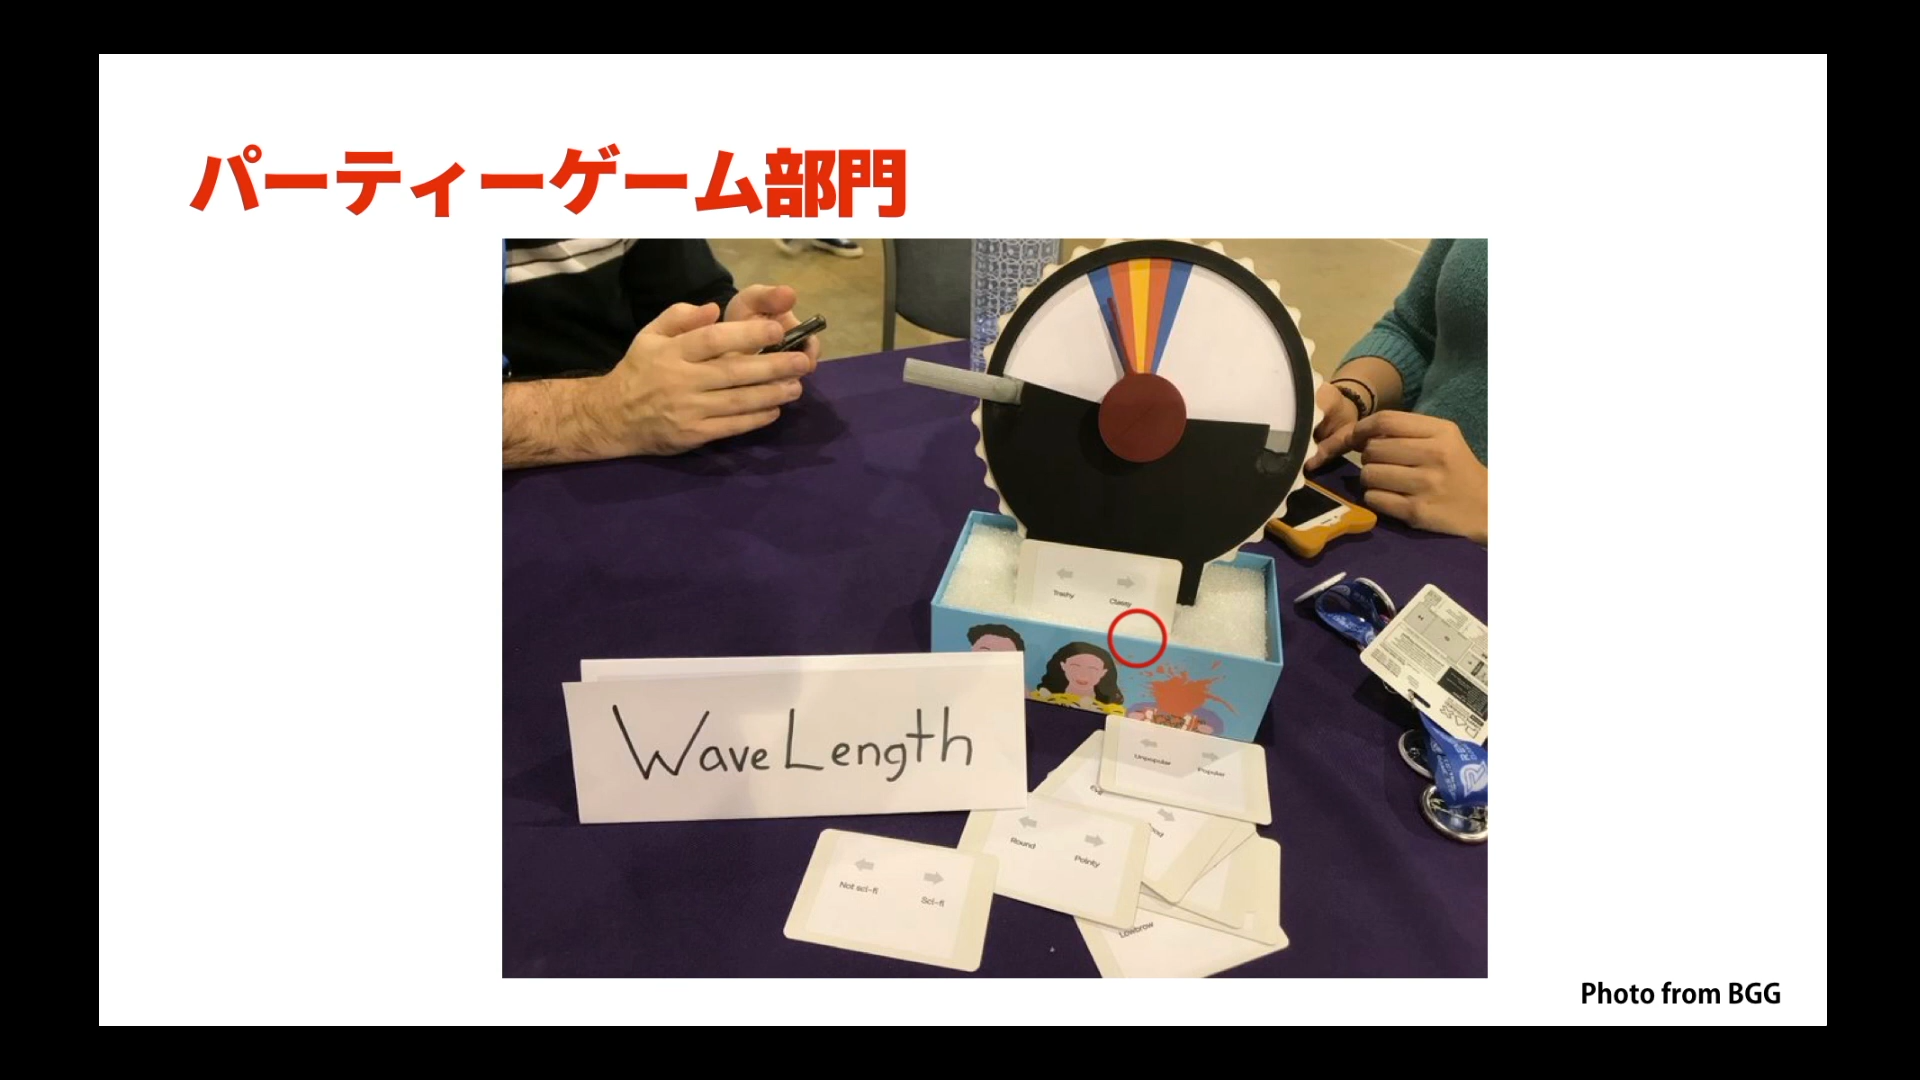 パーティーゲーム部門
Trashy
Classy
WaveLength
Unpopular
Popular
Round
Pointy
Not sci-fi
Sci-fi
Lowbrow
Photo from BGG